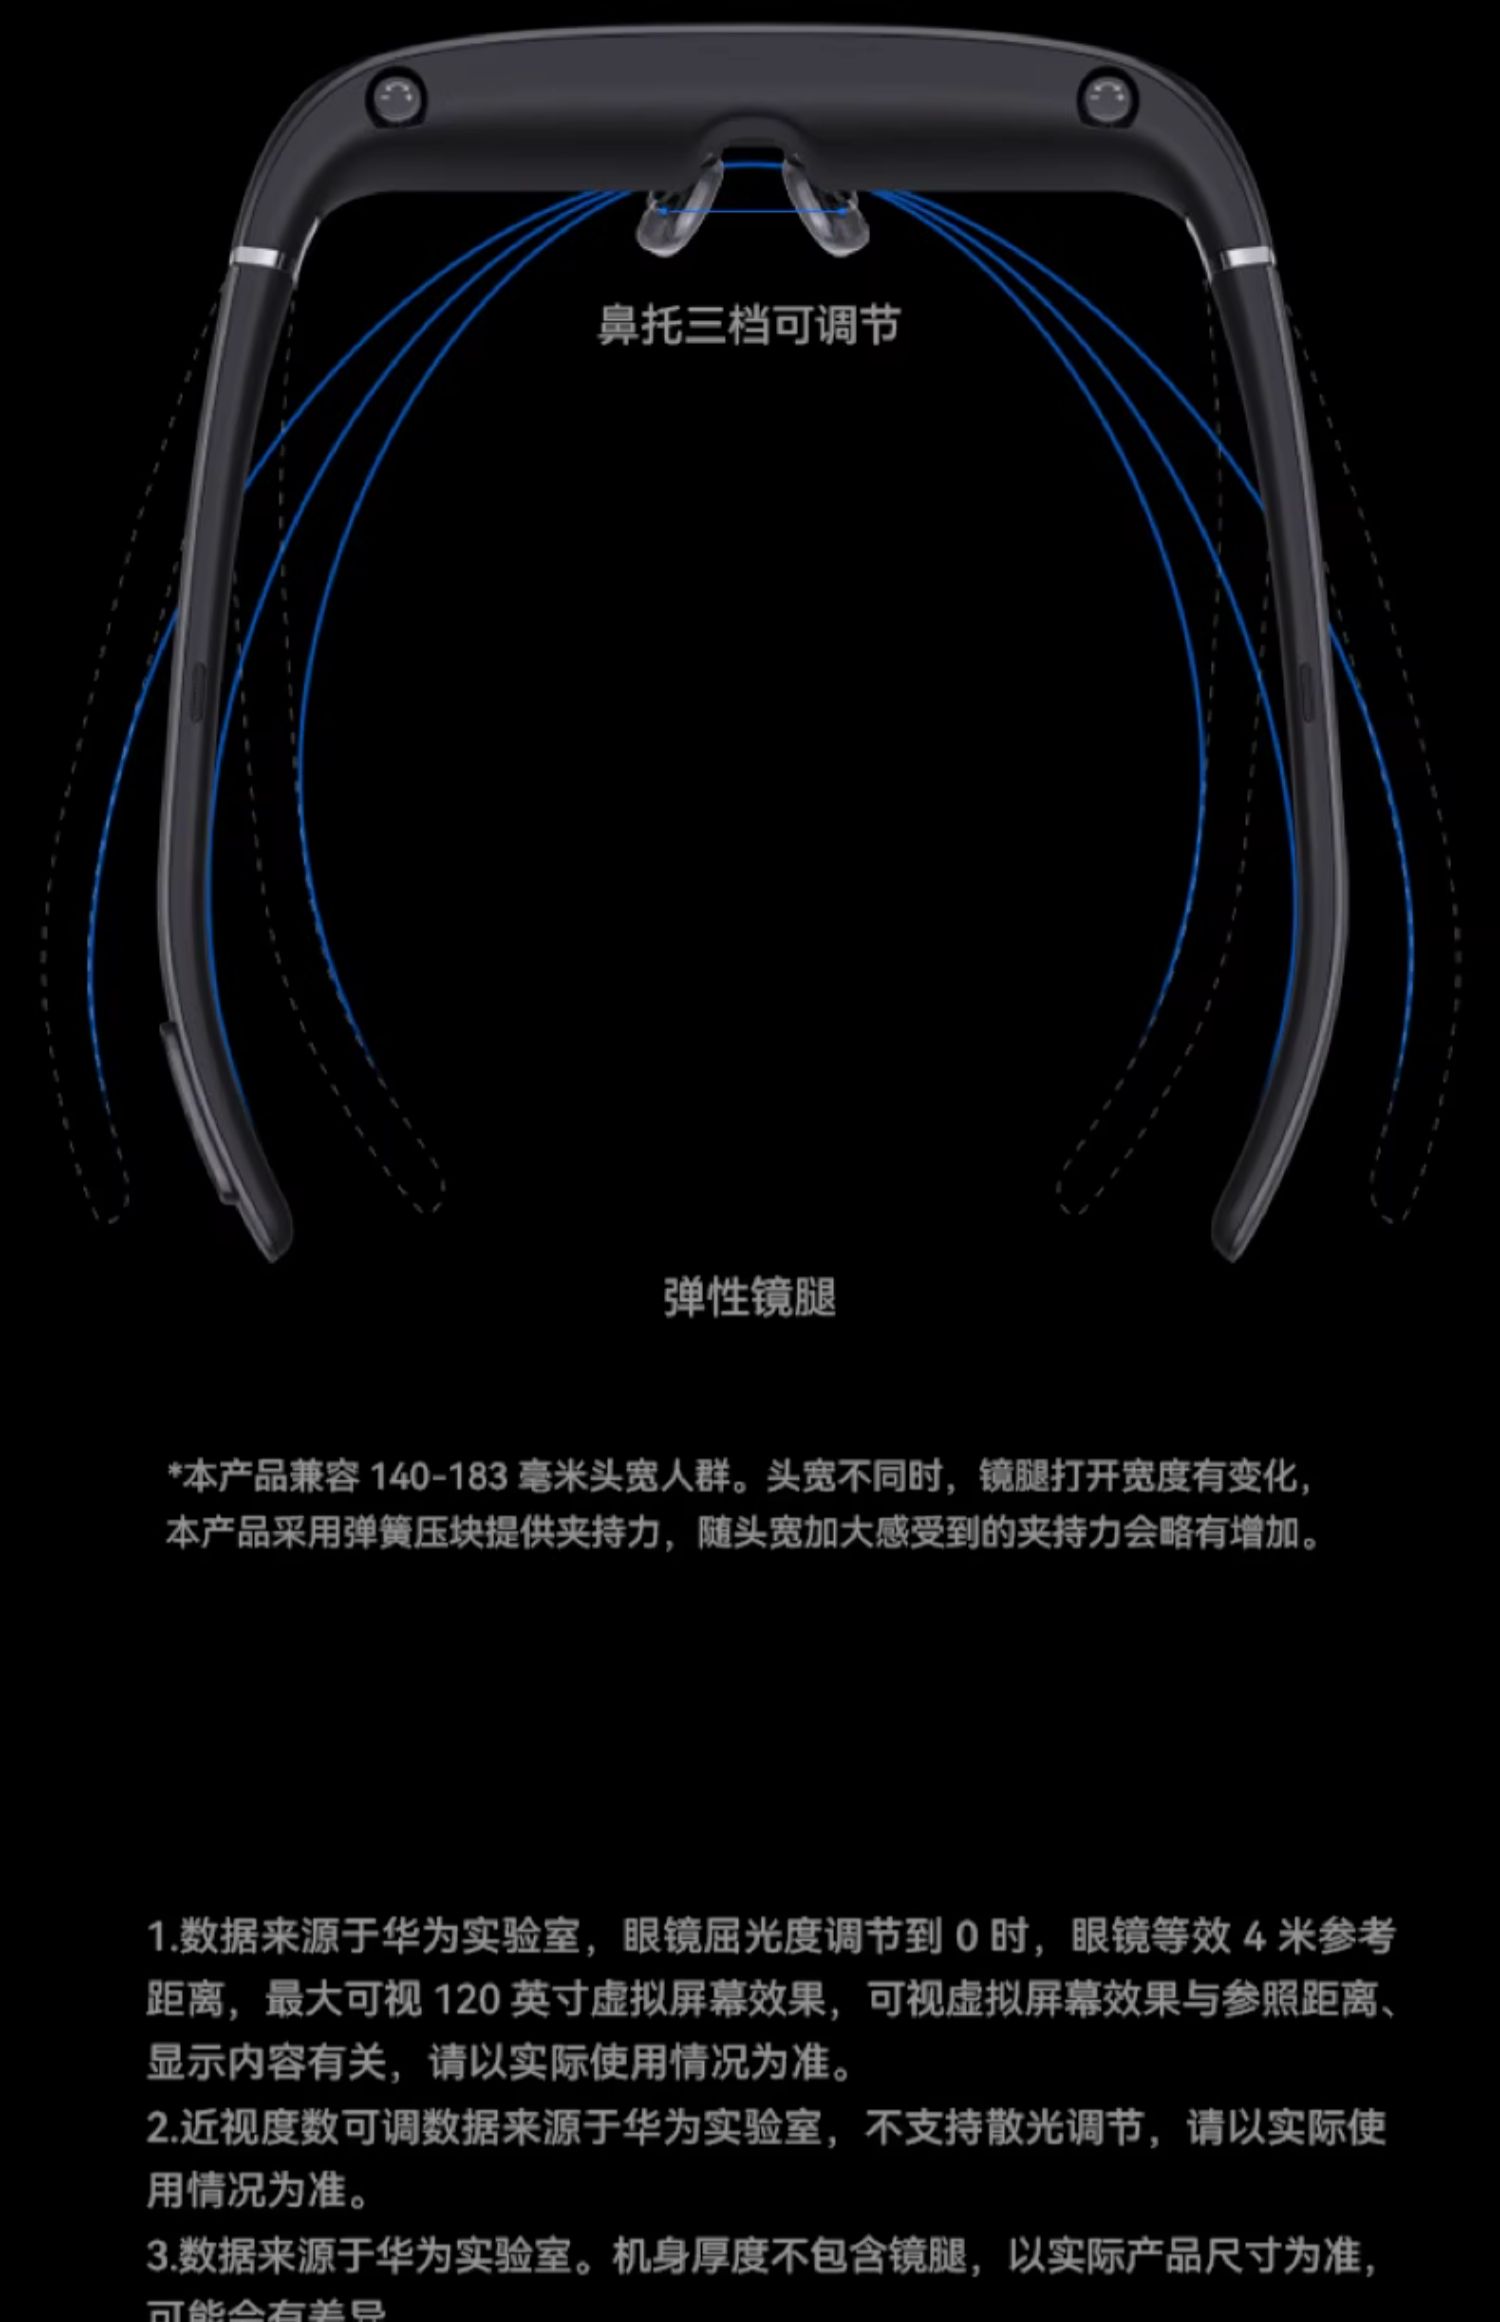 鼻托三档可调节
弹性镜腿
*本产品兼容 140-183 毫米头宽人群。头宽不同时，镜腿打开宽度有变化，
本产品采用弹簧压块提供夹持力，随头宽加大感受到的夹持力会略有增加。
1.数据来源于华为实验室，眼镜屈光度调节到 0 时，眼镜等效 4 米参考
距离，最大可视 120 英寸虚拟屏幕效果，可视虚拟屏幕效果与参照距离、
显示内容有关，请以实际使用情况为准。
2.近视度数可调数据来源于华为实验室，不支持散光调节，请以实际使
用情况为准。
3.数据来源于华为实验室。机身厚度不包含镜腿，以实际产品尺寸为准，
可能会有差异